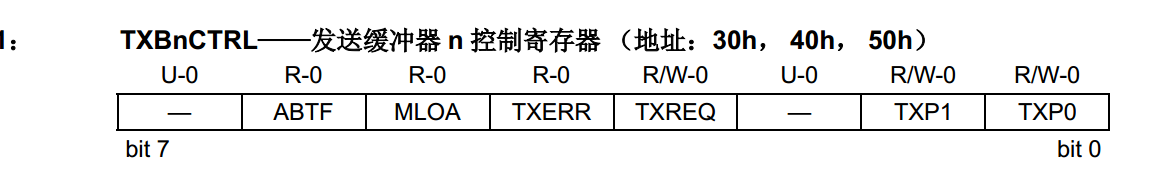 1：
TXBnCTRL——发送缓冲器 n 控制寄存器 （地址：30h， 40h， 50h）
U-0 R-0 R-0 R-0 R/W-0 U-0 R/W-0 R/W-0
— ABTF MLOA TXERR TXREQ — TXP1 TXP0
bit 7 bit 0